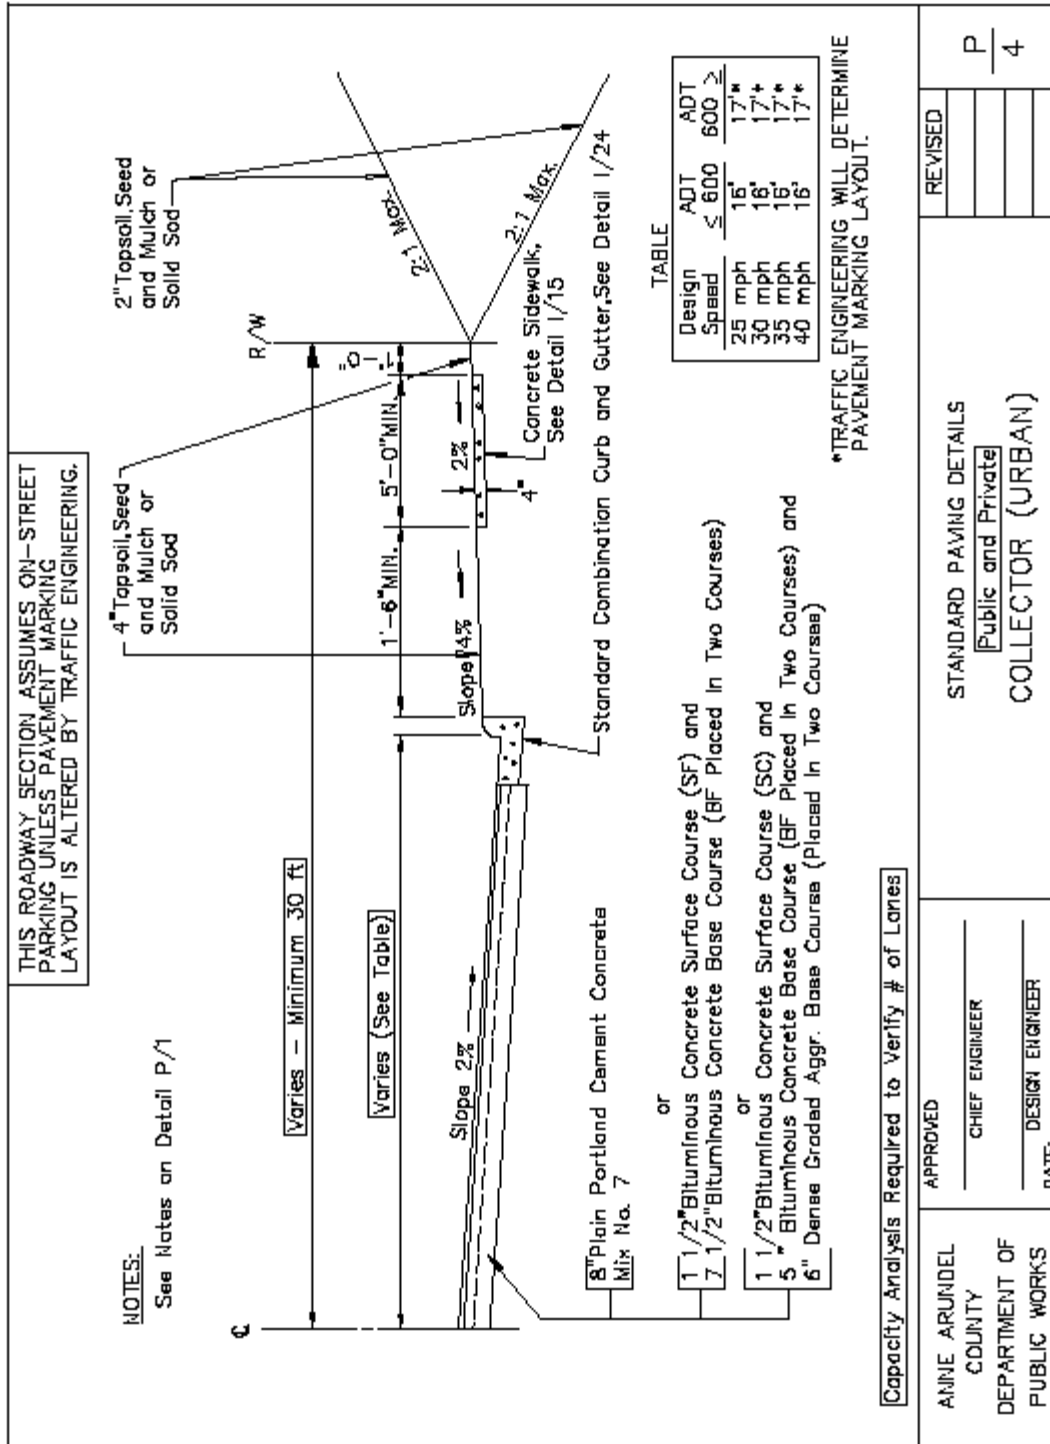 THIS ROADWAY SECTION ASSUMES ON-STREET
PARKING UNLESS PAVEMENT MARKING
LAYOUT IS ALTERED BY TRAFFIC ENGINEERING.
NOTES:
See Notes on Detail P/1
4"Topsoil,Seed
and Mulch or
Solid Sod
2"Topsoil,Seed
and Mulch or
Solid Sod
R/W
Varies - Minimum 30 ft
Varies (See Table)
1'-6"MIN.
5'-0"MIN.
1'-0"
Slope 2%
Slope 4%
2%
4"
2:1 Max.
2:1 Max.
Concrete Sidewalk,
See Detail I/15
Standard Combination Curb and Gutter,See Detail I/24
8"Plain Portland Cement Concrete
Mix No. 7
or
1 1/2"Bituminous Concrete Surface Course (SF) and
7 1/2"Bituminous Concrete Base Course (BF Placed In Two Courses)
or
1 1/2"Bituminous Concrete Surface Course (SC) and
5 " Bituminous Concrete Base Course (BF Placed In Two Courses) and
6" Dense Graded Aggr. Base Course (Placed In Two Courses)
TABLE
Design Speed ADT ≤ 600 ADT 600 ≥
25 mph 16' 17'*
30 mph 16' 17'*
35 mph 16' 17'*
40 mph 16' 17'*
*TRAFFIC ENGINEERING WILL DETERMINE
PAVEMENT MARKING LAYOUT.
Capacity Analysis Required to Verify # of Lanes
ANNE ARUNDEL
COUNTY
DEPARTMENT OF
PUBLIC WORKS
APPROVED
CHIEF ENGINEER
DESIGN ENGINEER
DATE:
STANDARD PAVING DETAILS
Public and Private
COLLECTOR (URBAN)
REVISED
P
4